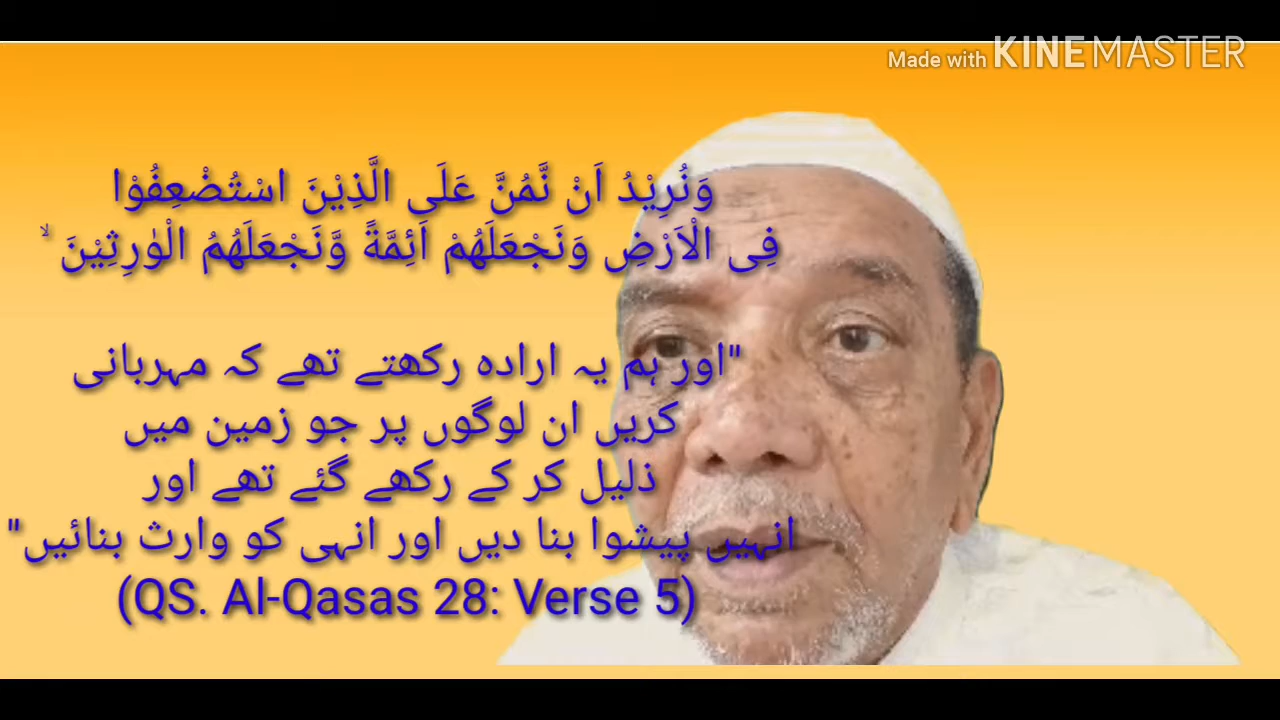 Made with KINEMASTER
وَنُرِيْدُ اَنْ نَّمُنَّ عَلَى الَّذِيْنَ اسْتُضْعِفُوْا
فِى الْاَرْضِ وَنَجْعَلَهُمْ اَئِمَّةً وَّنَجْعَلَهُمُ الْوٰرِثِيْنَ ۙ
"اور ہم یہ ارادہ رکھتے تھے کہ مہربانی
کریں ان لوگوں پر جو زمین میں
ذلیل کر کے رکھے گئے تھے اور
انہیں پیشوا بنا دیں اور انہی کو وارث بنائیں"
(QS. Al-Qasas 28: Verse 5)